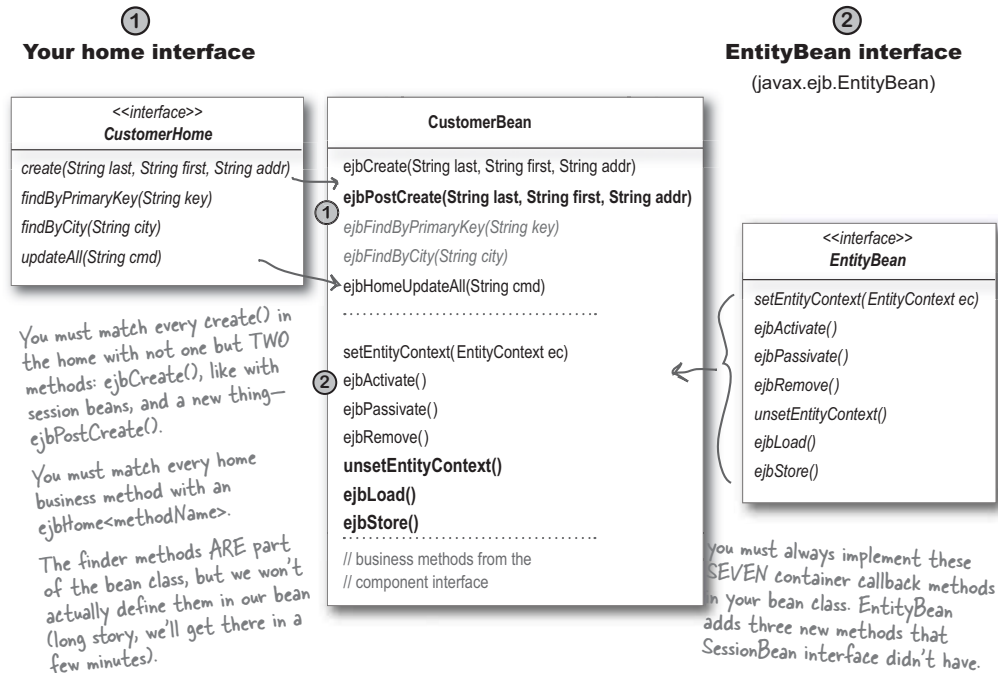 1
Your home interface
2
EntityBean interface
(javax.ejb.EntityBean)
<<interface>>
CustomerHome
create(String last, String first, String addr)
findByPrimaryKey(String key)
findByCity(String city)
updateAll(String cmd)
You must match every create() in
the home with not one but TWO
methods: ejbCreate(), like with
session beans, and a new thing—
ejbPostCreate().
You must match every home
business method with an
ejbHome<methodName>.
The finder methods ARE part
of the bean class, but we won't
actually define them in our bean
(long story, we'll get there in a
few minutes).
CustomerBean
ejbCreate(String last, String first, String addr)
ejbPostCreate(String last, String first, String addr)
1
ejbFindByPrimaryKey(String key)
ejbFindByCity(String city)
ejbHomeUpdateAll(String cmd)
setEntityContext(EntityContext ec)
2
ejbActivate()
ejbPassivate()
ejbRemove()
unsetEntityContext()
ejbLoad()
ejbStore()
// business methods from the
// component interface
<<interface>>
EntityBean
setEntityContext(EntityContext ec)
ejbActivate()
ejbPassivate()
ejbRemove()
unsetEntityContext()
ejbLoad()
ejbStore()
you must always implement these
SEVEN container callback methods
in your bean class. EntityBean
adds three new methods that
SessionBean interface didn't have.